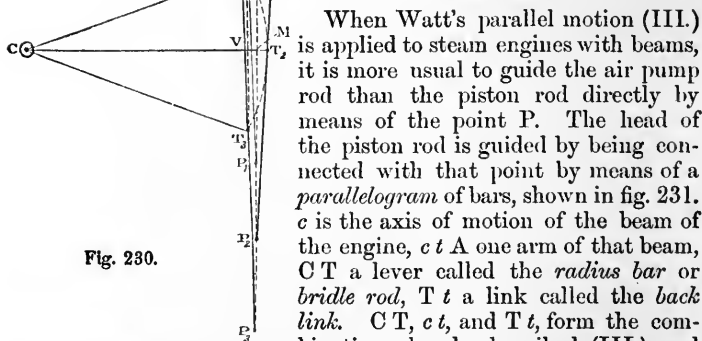 When Watt's parallel motion (III.)
is applied to steam engines with beams,
it is more usual to guide the air pump
rod than the piston rod directly by
means of the point P. The head of
the piston rod is guided by being con-
nected with that point by means of a
parallelogram of bars, shown in fig. 231.
c is the axis of motion of the beam of
the engine, c t A one arm of that beam,
C T a lever called the radius bar or
bridle rod, T t a link called the back
link. C T, c t, and T t, form the com-
C
V
M
T2
T3
P1
P2
P3
Fig. 230.